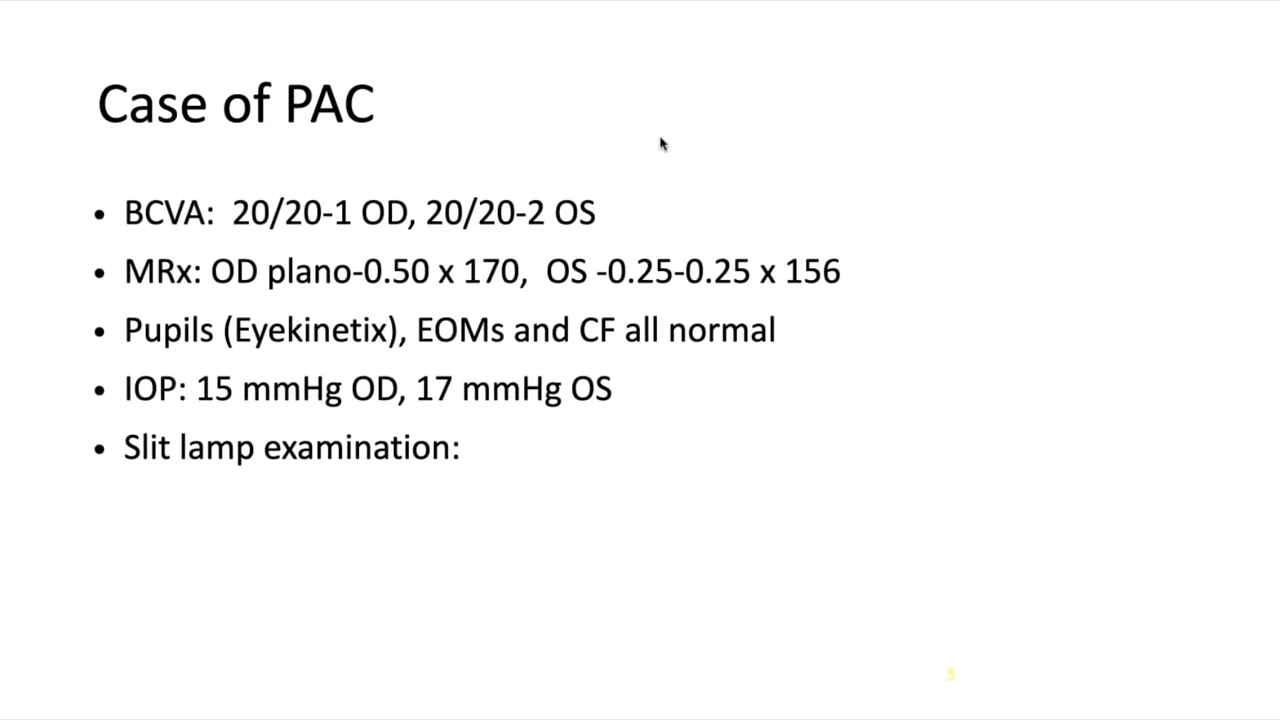 Case of PAC
• BCVA:  20/20-1 OD, 20/20-2 OS
• MRx: OD plano-0.50 x 170,  OS -0.25-0.25 x 156
• Pupils (Eyekinetix), EOMs and CF all normal
• IOP: 15 mmHg OD, 17 mmHg OS
• Slit lamp examination:
5